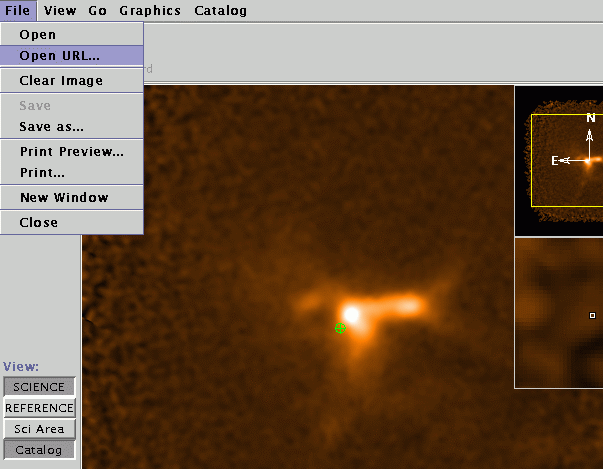 File View Go Graphics Catalog
Open
Open URL...
Clear Image
Save
Save as...
Print Preview...
Print...
New Window
Close
N
E
View:
SCIENCE
REFERENCE
Sci Area
Catalog